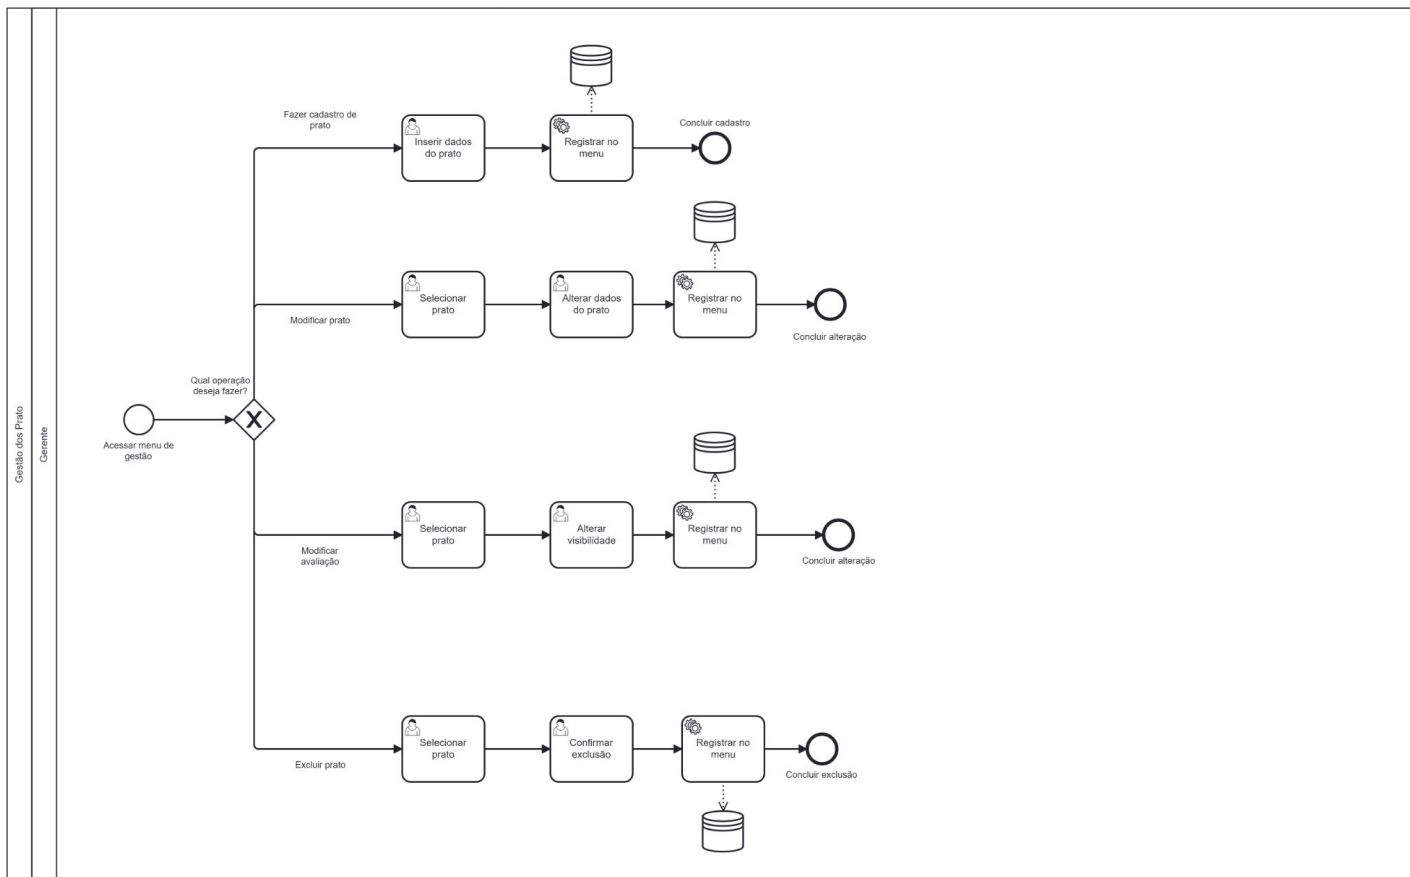 Gestão dos Prato
Gerente
Acessar menu de
gestão
Qual operação
deseja fazer?
Fazer cadastro de
prato
Inserir dados
do prato
Registrar no
menu
Concluir cadastro
Modificar prato
Selecionar
prato
Alterar dados
do prato
Registrar no
menu
Concluir alteração
Modificar
avaliação
Selecionar
prato
Alterar
visibilidade
Registrar no
menu
Concluir alteração
Excluir prato
Selecionar
prato
Confirmar
exclusão
Registrar no
menu
Concluir exclusão